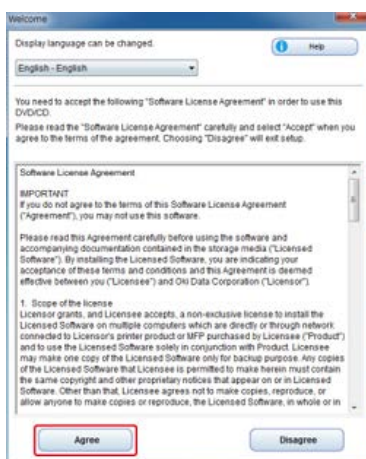 Welcome
Display language can be changed.
Help
English - English
You need to accept the following "Software License Agreement" in order to use this
DVD/CD.
Please read the "Software License Agreement" carefully and select "Accept" when you
agree to the terms of the agreement. Choosing "Disagree" will exit setup.
Software License Agreement
IMPORTANT
If you do not agree to the terms of this Software License Agreement
("Agreement"), you may not use this software.
Please read this Agreement carefully before using the software and
accompanying documentation contained in the storage media ("Licensed
Software"). By installing the Licensed Software, you are indicating your
acceptance of these terms and conditions and this Agreement is deemed
effective between you ("Licensee") and Oki Data Corporation ("Licensor").
1. Scope of the license
Licensor grants, and Licensee accepts, a non-exclusive license to install the
Licensed Software on multiple computers which are directly or through network
connected to Licensor's printer product or MFP purchased by Licensee ("Product")
and to use the Licensed Software solely in conjunction with Product. Licensee
may make one copy of the Licensed Software only for backup purpose. Any copies
of the Licensed Software that Licensee is permitted to make herein must contain
the same copyright and other proprietary notices that appear on or in Licensed
Software. Other than that, Licensee agrees not to make copies, reproduce, or
allow anyone to make copies or reproduce, the Licensed Software, in whole or in
Agree
Disagree